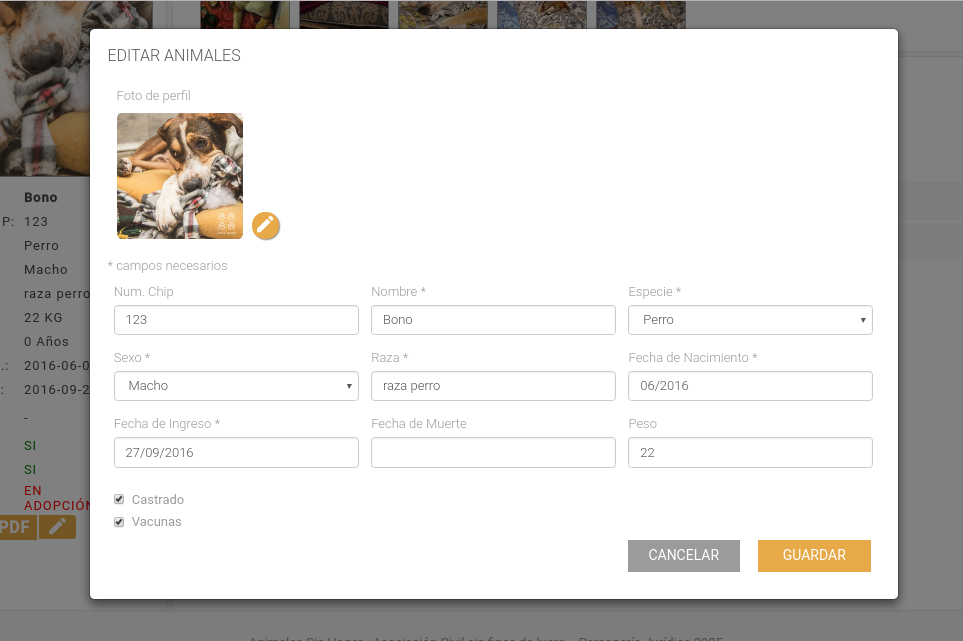 EDITAR ANIMALES
Foto de perfil
* campos necesarios
Num. Chip
Nombre *
Especie *
123
Bono
Perro
Sexo *
Raza *
Fecha de Nacimiento *
Macho
raza perro
06/2016
Fecha de Ingreso *
Fecha de Muerte
Peso
27/09/2016
22
Castrado
Vacunas
CANCELAR
GUARDAR
Bono
P: 123
Perro
Macho
raza perro
22 KG
0 Años
.: 2016-06-0
: 2016-09-2
-
SI
SI
EN
ADOPCIÓN
PDF